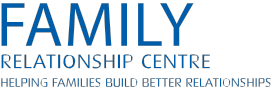 FAMILY
RELATIONSHIP CENTRE
HELPING FAMILIES BUILD BETTER RELATIONSHIPS